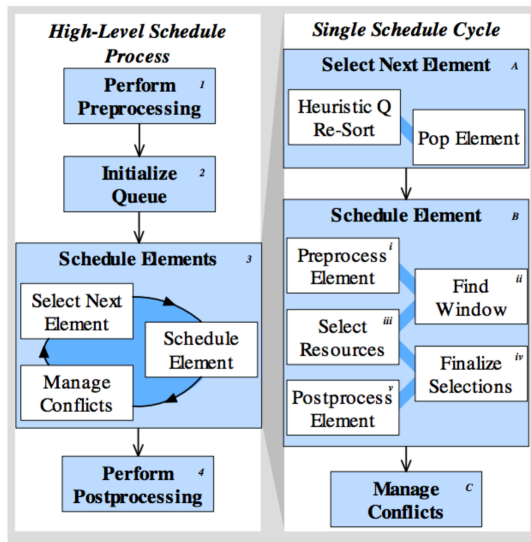 High-Level Schedule
Process
Perform 1
Preprocessing
Initialize 2
Queue
Schedule Elements 3
Select Next
Element
Schedule
Element
Manage
Conflicts
Perform 4
Postprocessing
Single Schedule Cycle
Select Next Element A
Heuristic Q
Re-Sort
Pop Element
Schedule Element B
Preprocess i
Element
Find ii
Window
Select iii
Resources
Finalize iv
Selections
Postprocess v
Element
Manage
Conflicts C